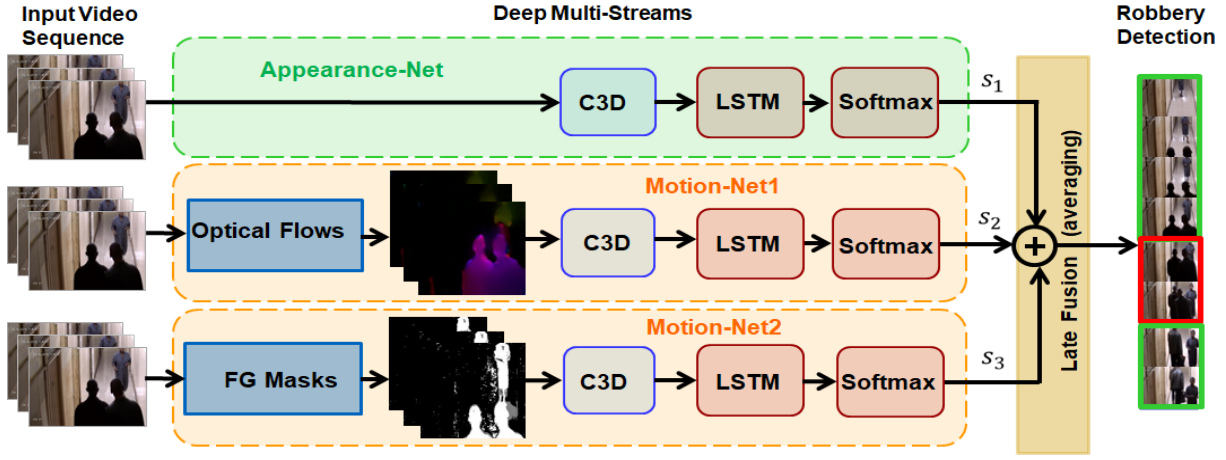 Input Video
Sequence
Deep Multi-Streams
Robbery
Detection
Appearance-Net
C3D
LSTM
Softmax
s₁
Motion-Net1
Optical Flows
C3D
LSTM
Softmax
s₂
Motion-Net2
FG Masks
C3D
LSTM
Softmax
s₃
+
Late Fusion (averaging)